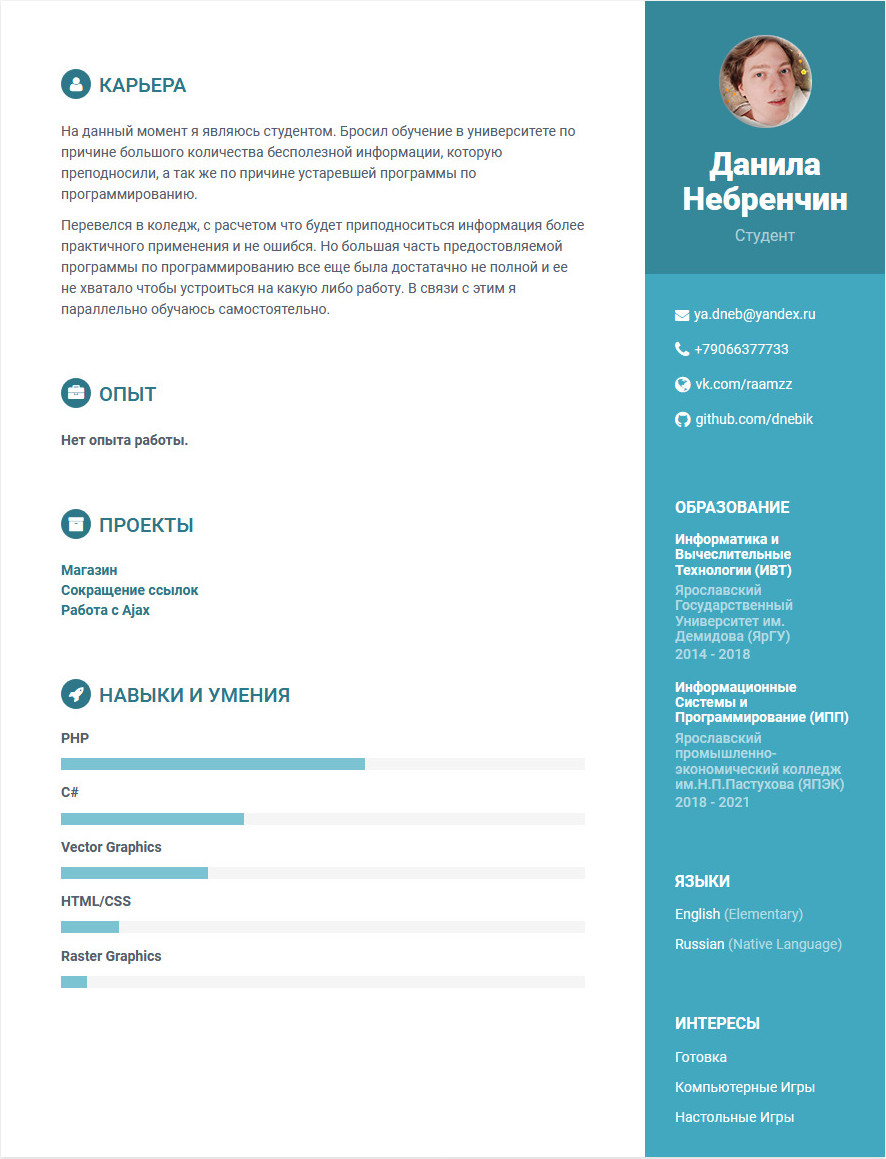 КАРЬЕРА
На данный момент я являюсь студентом. Бросил обучение в университете по
причине большого количества бесполезной информации, которую
преподносили, а так же по причине устаревшей программы по
программированию.
Перевелся в коледж, с расчетом что будет приподноситься информация более
практичного применения и не ошибся. Но большая часть предостовляемой
программы по программированию все еще была достатачно не полной и ее
не хватало чтобы устроиться на какую либо работу. В связи с этим я
параллельно обучаюсь самостоятельно.
ОПЫТ
Нет опыта работы.
ПРОЕКТЫ
Магазин
Сокращение ссылок
Работа с Ajax
НАВЫКИ И УМЕНИЯ
PHP
C#
Vector Graphics
HTML/CSS
Raster Graphics
Данила
Небренчин
Студент
ya.dneb@yandex.ru
+79066377733
vk.com/raamzz
github.com/dnebik
ОБРАЗОВАНИЕ
Информатика и
Вычеслительные
Технологии (ИВТ)
Ярославский
Государственный
Университет им.
Демидова (ЯрГУ)
2014 - 2018
Информационные
Системы и
Программирование (ИПП)
Ярославский
промышленно-
экономический колледж
им.Н.П.Пастухова (ЯПЭК)
2018 - 2021
ЯЗЫКИ
English (Elementary)
Russian (Native Language)
ИНТЕРЕСЫ
Готовка
Компьютерные Игры
Настольные Игры